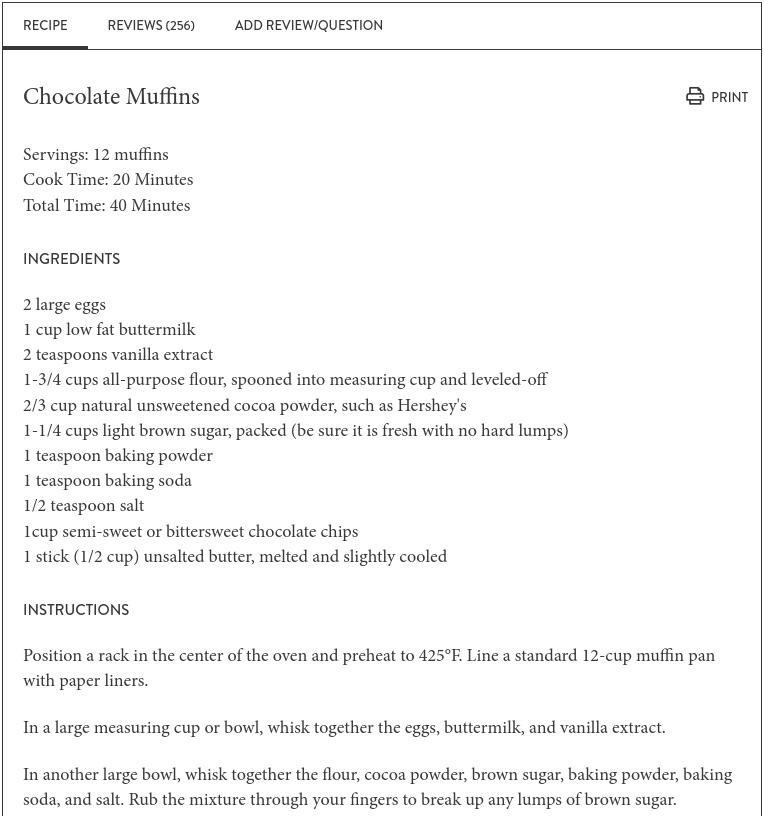 RECIPE
REVIEWS (256)
ADD REVIEW/QUESTION
Chocolate Muffins
PRINT
Servings: 12 muffins
Cook Time: 20 Minutes
Total Time: 40 Minutes
INGREDIENTS
2 large eggs
1 cup low fat buttermilk
2 teaspoons vanilla extract
1-3/4 cups all-purpose flour, spooned into measuring cup and leveled-off
2/3 cup natural unsweetened cocoa powder, such as Hershey's
1-1/4 cups light brown sugar, packed (be sure it is fresh with no hard lumps)
1 teaspoon baking powder
1 teaspoon baking soda
1/2 teaspoon salt
1cup semi-sweet or bittersweet chocolate chips
1 stick (1/2 cup) unsalted butter, melted and slightly cooled
INSTRUCTIONS
Position a rack in the center of the oven and preheat to 425°F. Line a standard 12-cup muffin pan
with paper liners.
In a large measuring cup or bowl, whisk together the eggs, buttermilk, and vanilla extract.
In another large bowl, whisk together the flour, cocoa powder, brown sugar, baking powder, baking
soda, and salt. Rub the mixture through your fingers to break up any lumps of brown sugar.